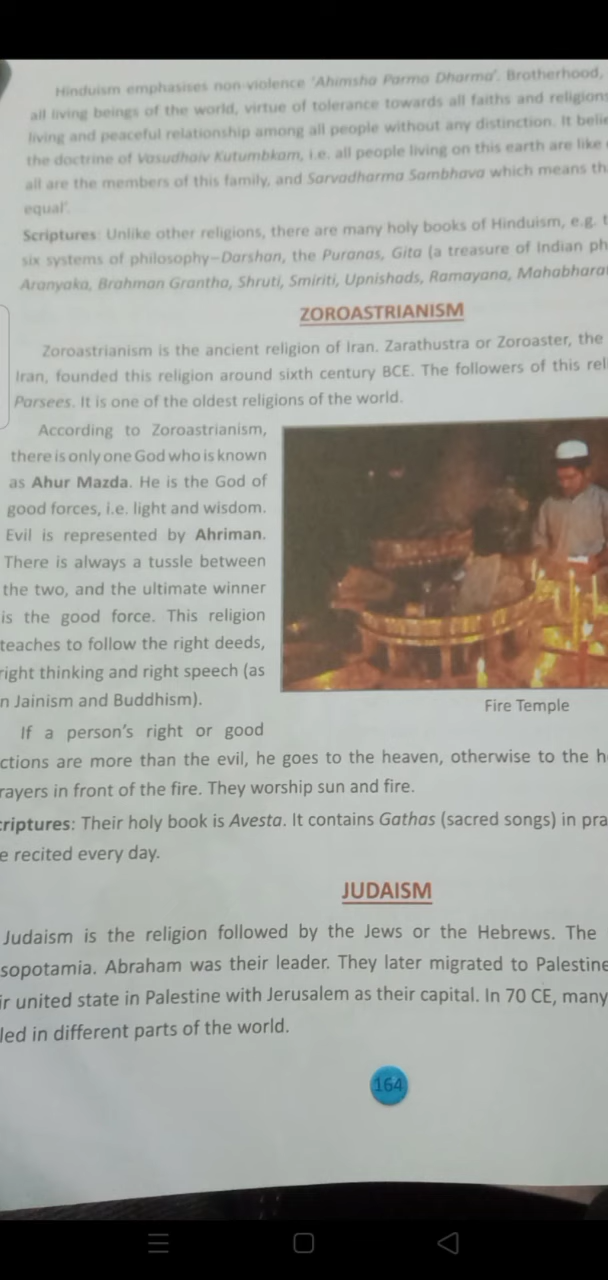 Hinduism emphasises non-violence 'Ahimsha Parmo Dharma'. Brotherhood,
all living beings of the world, virtue of tolerance towards all faiths and religions
living and peaceful relationship among all people without any distinction. It
the doctrine of Vasudhaiv Kutumbkam, i.e. all people living on this earth are like
all are the members of this family, and Sarvadharma Sambhava which means
equal'.
Scriptures: Unlike other religions, there are many holy books of Hinduism, e.g.
six systems of philosophy–Darshan, the Puranas, Gita (a treasure of Indian
Aranyaka, Brahman Grantha, Shruti, Smiriti, Upnishads, Ramayana,
ZOROASTRIANISM
Zoroastrianism is the ancient religion of Iran. Zarathustra or Zoroaster, the
Iran, founded this religion around sixth century BCE. The followers of this
Parsees. It is one of the oldest religions of the world.
According to Zoroastrianism,
there is only one God who is known
as Ahur Mazda. He is the God of
good forces, i.e. light and wisdom.
Evil is represented by Ahriman.
There is always a tussle between
the two, and the ultimate winner
is the good force. This religion
teaches to follow the right deeds,
right thinking and right speech (as
n Jainism and Buddhism).
Fire Temple
If a person's right or good
ctions are more than the evil, he goes to the heaven, otherwise to the
rayers in front of the fire. They worship sun and fire.
criptures: Their holy book is Avesta. It contains Gathas (sacred songs) in
e recited every day.
JUDAISM
Judaism is the religion followed by the Jews or the Hebrews. The
sopotamia. Abraham was their leader. They later migrated to Palestine
ir united state in Palestine with Jerusalem as their capital. In 70 CE, many
led in different parts of the world.
164